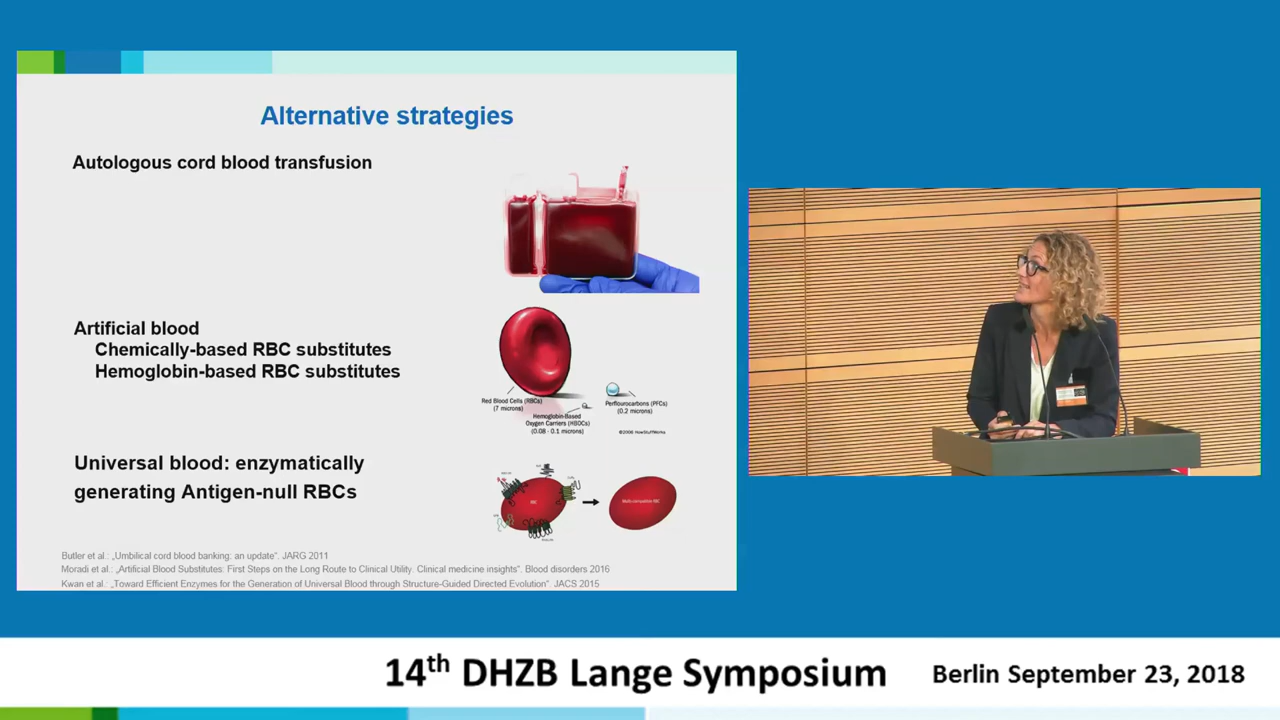 Alternative strategies
Autologous cord blood transfusion
Artificial blood
Chemically-based RBC substitutes
Hemoglobin-based RBC substitutes
Red Blood Cells (RBCs)
(7 microns)
Hemoglobin-Based
Oxygen Carriers (HBOCs)
(0.08 - 0.1 microns)
Perflourocarbons (PFCs)
(0.2 microns)
©2006 HowStuffWorks
Universal blood: enzymatically
generating Antigen-null RBCs
RBC
Butler et al.: „Umbilical cord blood banking: an update“. JARG 2011
Moradi et al.: „Artificial Blood Substitutes: First Steps on the Long Route to Clinical Utility. Clinical medicine insights“. Blood disorders 2016
Kwan et al.: „Toward Efficient Enzymes for the Generation of Universal Blood through Structure-Guided Directed Evolution“. JACS 2015
14th DHZB Lange Symposium
Berlin September 23, 2018